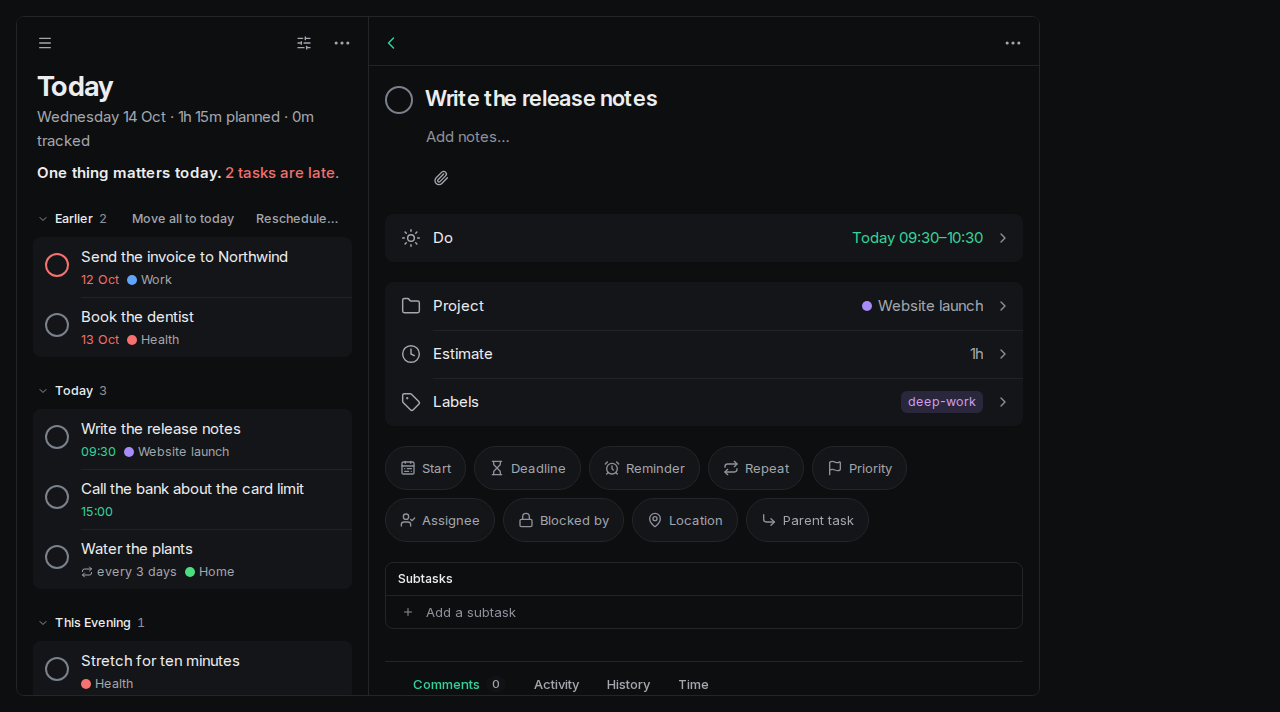 Today
Wednesday 14 Oct · 1h 15m planned · 0m
tracked
One thing matters today. 2 tasks are late.
Earlier 2 Move all to today Reschedule...
Send the invoice to Northwind
12 Oct Work
Book the dentist
13 Oct Health
Today 3
Write the release notes
09:30 Website launch
Call the bank about the card limit
15:00
Water the plants
every 3 days Home
This Evening 1
Stretch for ten minutes
Health
Write the release notes
Add notes...
Do Today 09:30–10:30
Project Website launch
Estimate 1h
Labels deep-work
Start Deadline Reminder Repeat Priority
Assignee Blocked by Location Parent task
Subtasks
Add a subtask
Comments 0 Activity History Time